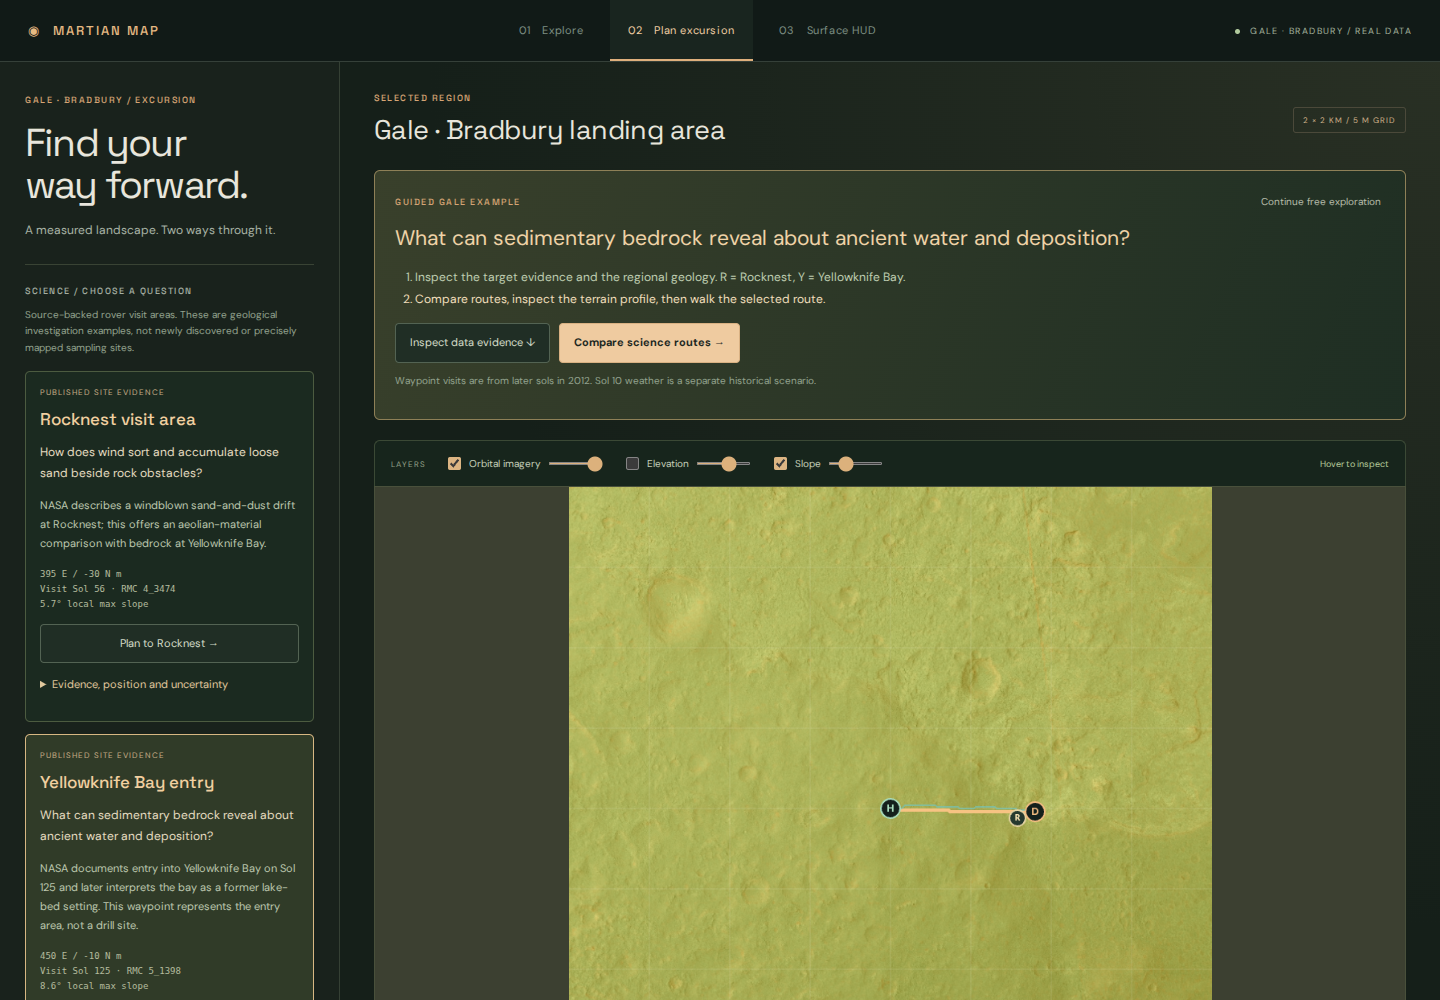 MARTIAN MAP
01 Explore
02 Plan excursion
03 Surface HUD
GALE · BRADBURY / REAL DATA
GALE · BRADBURY / EXCURSION
Find your
way forward.
A measured landscape. Two ways through it.
SCIENCE / CHOOSE A QUESTION
Source-backed rover visit areas. These are geological
investigation examples, not newly discovered or precisely
mapped sampling sites.
PUBLISHED SITE EVIDENCE
Rocknest visit area
How does wind sort and accumulate loose
sand beside rock obstacles?
NASA describes a windblown sand-and-dust drift
at Rocknest; this offers an aeolian-material
comparison with bedrock at Yellowknife Bay.
395 E / -30 N m
Visit Sol 56 · RMC 4_3474
5.7° local max slope
Plan to Rocknest →
▶ Evidence, position and uncertainty
PUBLISHED SITE EVIDENCE
Yellowknife Bay entry
What can sedimentary bedrock reveal about
ancient water and deposition?
NASA documents entry into Yellowknife Bay on Sol
125 and later interprets the bay as a former lake-
bed setting. This waypoint represents the entry
area, not a drill site.
450 E / -10 N m
Visit Sol 125 · RMC 5_1398
8.6° local max slope
SELECTED REGION
Gale · Bradbury landing area
2 × 2 KM / 5 M GRID
GUIDED GALE EXAMPLE
Continue free exploration
What can sedimentary bedrock reveal about ancient water and deposition?
1. Inspect the target evidence and the regional geology. R = Rocknest, Y = Yellowknife Bay.
2. Compare routes, inspect the terrain profile, then walk the selected route.
Inspect data evidence ↓
Compare science routes →
Waypoint visits are from later sols in 2012. Sol 10 weather is a separate historical scenario.
LAYERS
Orbital imagery
Elevation
Slope
Hover to inspect
H
R
D